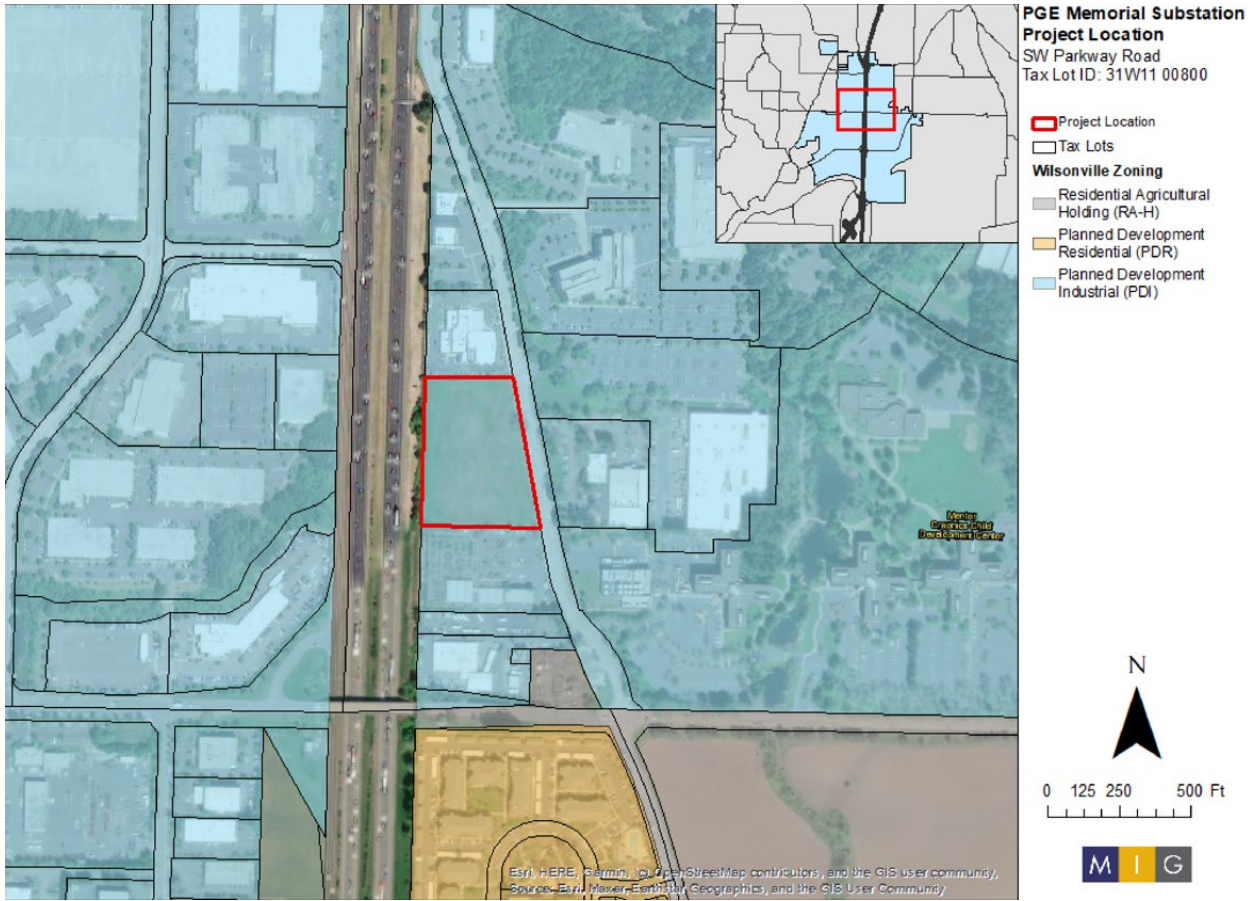 PGE Memorial Substation
Project Location
SW Parkway Road
Tax Lot ID: 31W11 00800
Project Location
Tax Lots
Wilsonville Zoning
Residential Agricultural
Holding (RA-H)
Planned Development
Residential (PDR)
Planned Development
Industrial (PDI)
Mentor
Graphics Child
Development Center
N
0 125 250 500 Ft
M I G
Esri, HERE, Garmin, (c) OpenStreetMap contributors, and the GIS user community,
Source: Esri, Maxar, Earthstar Geographics, and the GIS User Community